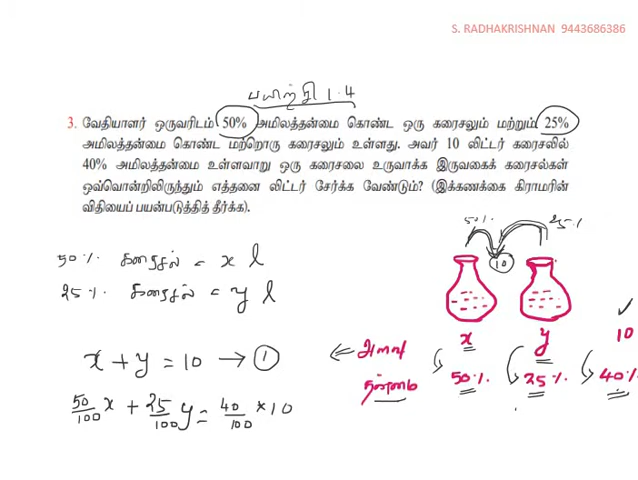 S. RADHAKRISHNAN 9443686386
பயிற்சி 1.4
3. வேதியாளர் ஒருவரிடம் 50% அமிலத்தன்மை கொண்ட ஒரு கரைசலும் மற்றும் 25%
அமிலத்தன்மை கொண்ட மற்றொரு கரைசலும் உள்ளது. அவர் 10 லிட்டர் கரைசலில்
40% அமிலத்தன்மை உள்ளவாறு ஒரு கரைசலை உருவாக்க இருவகைக் கரைசல்கள்
ஒவ்வொன்றிலிருந்தும் எத்தனை லிட்டர் சேர்க்க வேண்டும்? (இக்கணக்கை கிராமரின்
விதியைப் பயன்படுத்தித் தீர்க்க).
50% 25%
10
50% கரைசல் = x l
25% கரைசல் = y l
x y 10
x + y = 10 → ① ⇐ அளவு
தன்மை 50% 25% 40%
50/100 x + 25/100 y = 40/100 × 10